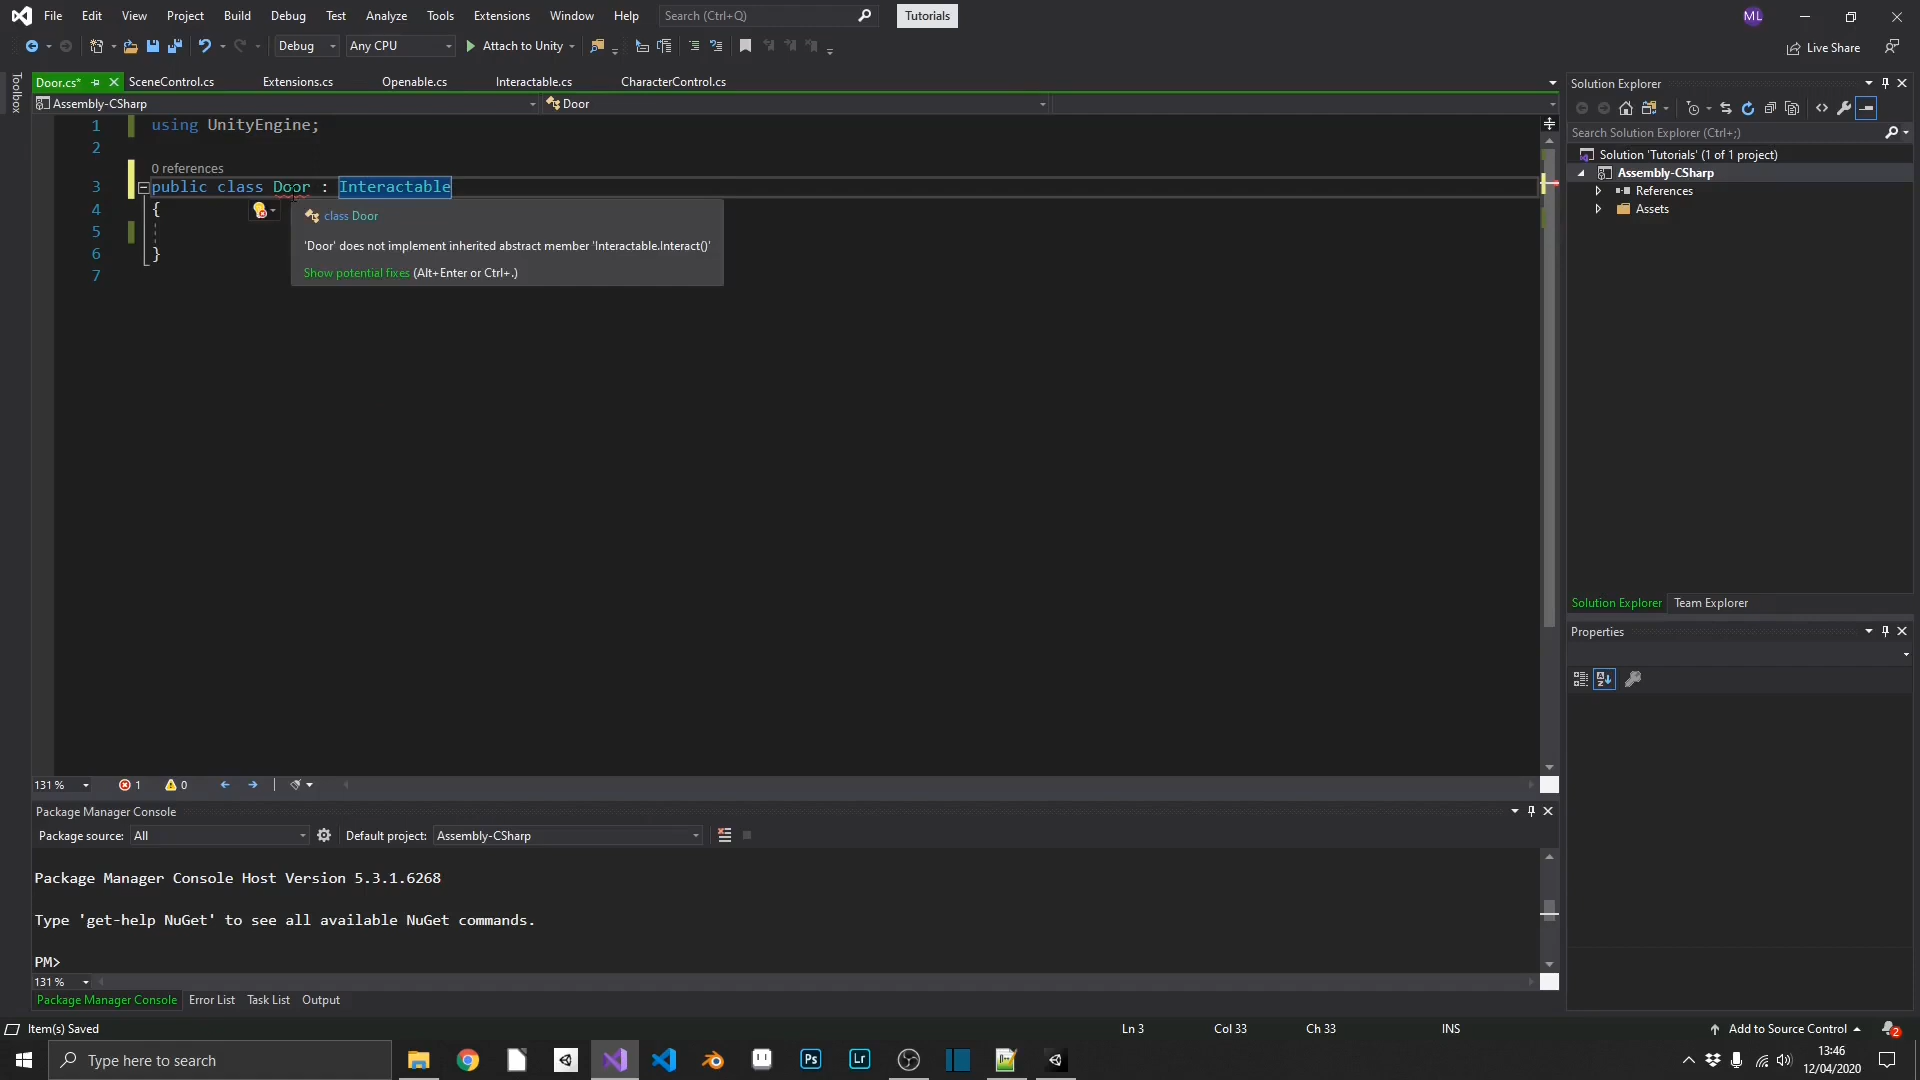 File Edit View Project Build Debug Test Analyze Tools Extensions Window Help Search (Ctrl+Q) Tutorials ML
Debug Any CPU Attach to Unity Live Share
Toolbox
Door.cs* SceneControl.cs Extensions.cs Openable.cs Interactable.cs CharacterControl.cs
Assembly-CSharp Door
1 using UnityEngine;
2
0 references
3 public class Door : Interactable
4 {
5
6 }
7
class Door
'Door' does not implement inherited abstract member 'Interactable.Interact()'
Show potential fixes (Alt+Enter or Ctrl+.)
131 % 1 0
Package Manager Console
Package source: All Default project: Assembly-CSharp
Package Manager Console Host Version 5.3.1.6268
Type 'get-help NuGet' to see all available NuGet commands.
PM>
131 %
Package Manager Console Error List Task List Output
Solution Explorer
Search Solution Explorer (Ctrl+;)
Solution 'Tutorials' (1 of 1 project)
Assembly-CSharp
References
Assets
Solution Explorer Team Explorer
Properties
Item(s) Saved Ln 3 Col 33 Ch 33 INS Add to Source Control 2
Type here to search Ps Lr 13:46
12/04/2020